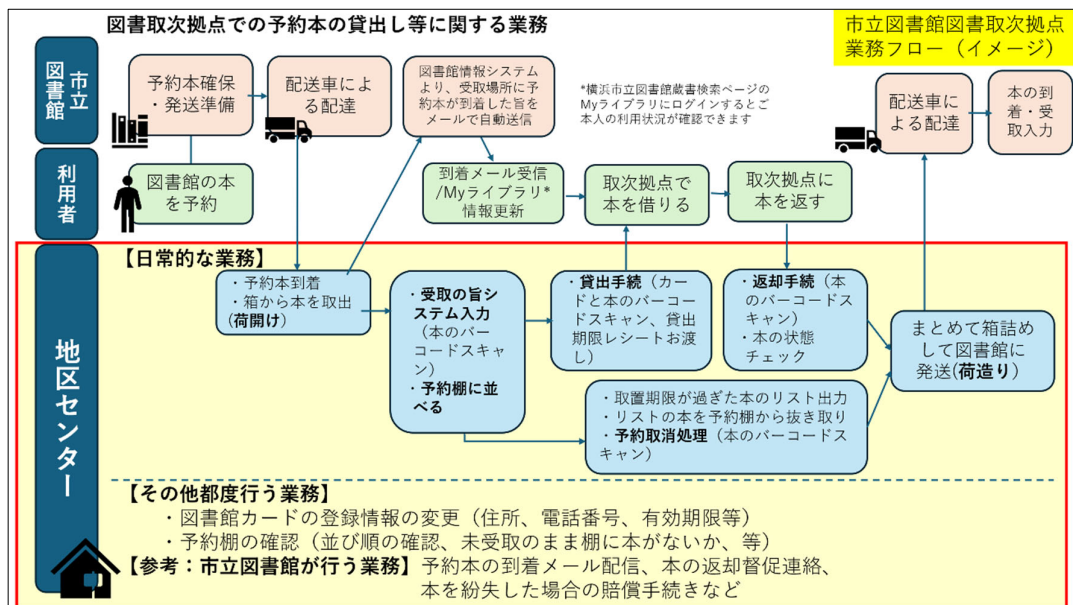 図書取次拠点での予約本の貸出し等に関する業務
市立図書館図書取次拠点
業務フロー（イメージ）
市立
図書館
予約本確保
・発送準備
配送車によ
る配達
図書館情報システム
より、受取場所に予
約本が到着した旨を
メールで自動送信
*横浜市立図書館蔵書検索ページの
Myライブラリにログインするとご
本人の利用状況が確認できます
配送車に
よる配達
本の到
着・受
取入力
利用者
図書館の本
を予約
到着メール受信
/Myライブラリ*
情報更新
取次拠点で
本を借りる
取次拠点に
本を返す
地区センター
【日常的な業務】
・予約本到着
・箱から本を取出
(荷開け)
・受取の旨シ
ステム入力
（本のバー
コードスキャ
ン）
・予約棚に並
べる
・貸出手続（カー
ドと本のバーコー
ドスキャン、貸出
期限レシートお渡
し）
・返却手続（本
のバーコードス
キャン）
・本の状態
チェック
まとめて箱詰め
して図書館に
発送(荷造り)
・取置期限が過ぎた本のリスト出力
・リストの本を予約棚から抜き取り
・予約取消処理（本のバーコードス
キャン）
【その他都度行う業務】
・図書館カードの登録情報の変更（住所、電話番号、有効期限等）
・予約棚の確認（並び順の確認、未受取のまま棚に本がないか、等）
【参考：市立図書館が行う業務】予約本の到着メール配信、本の返却督促連絡、
本を紛失した場合の賠償手続きなど